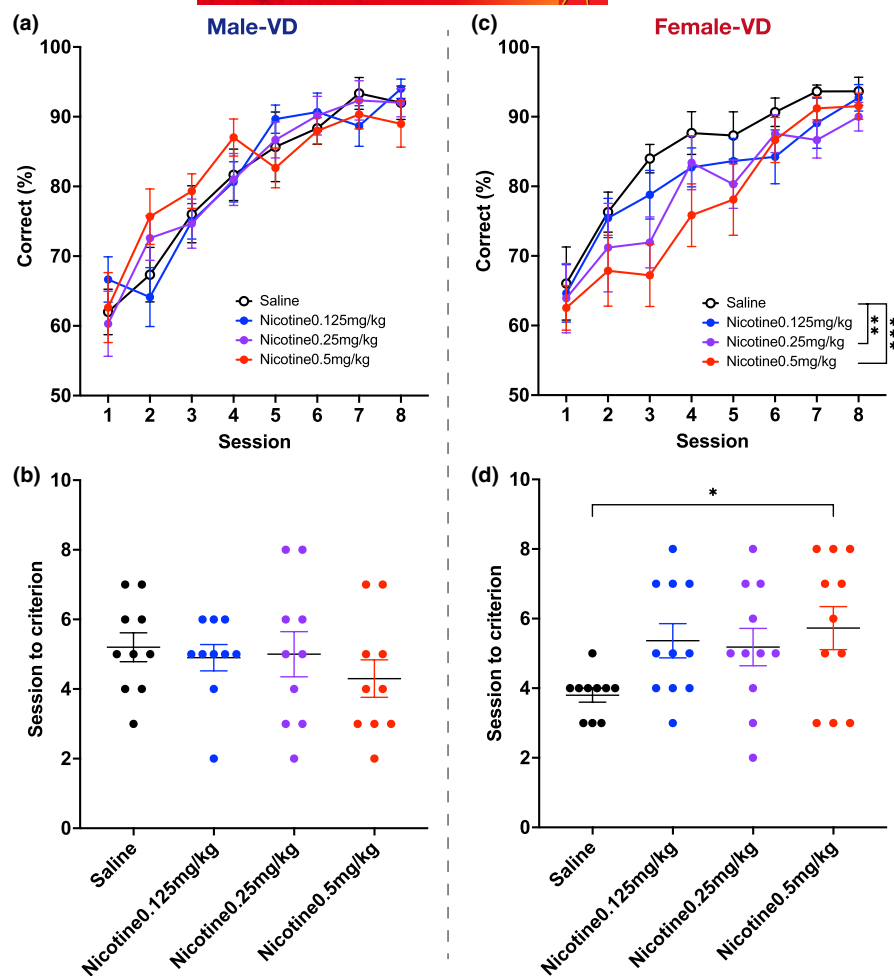 (a)
Male-VD
100
90
80
70
60
50
Correct (%)
Saline
Nicotine0.125mg/kg
Nicotine0.25mg/kg
Nicotine0.5mg/kg
1 2 3 4 5 6 7 8
Session
(b)
10
8
6
4
2
0
Session to criterion
Saline
Nicotine0.125mg/kg
Nicotine0.25mg/kg
Nicotine0.5mg/kg
(c)
Female-VD
100
90
80
70
60
50
Correct (%)
Saline
Nicotine0.125mg/kg
Nicotine0.25mg/kg
Nicotine0.5mg/kg
**
***
1 2 3 4 5 6 7 8
Session
(d)
10
8
6
4
2
0
*
Session to criterion
Saline
Nicotine0.125mg/kg
Nicotine0.25mg/kg
Nicotine0.5mg/kg